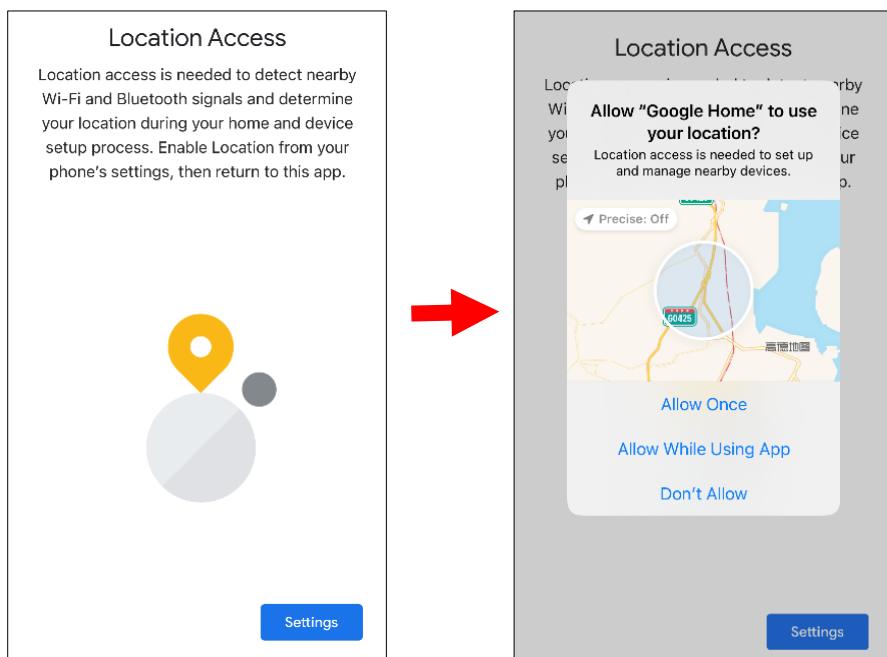 Location Access
Location access is needed to detect nearby
Wi-Fi and Bluetooth signals and determine
your location during your home and device
setup process. Enable Location from your
phone's settings, then return to this app.
Settings
Location Access
Allow "Google Home" to use
your location?
Location access is needed to set up
and manage nearby devices.
Precise: Off
G0425
高德地图
Allow Once
Allow While Using App
Don't Allow
Settings